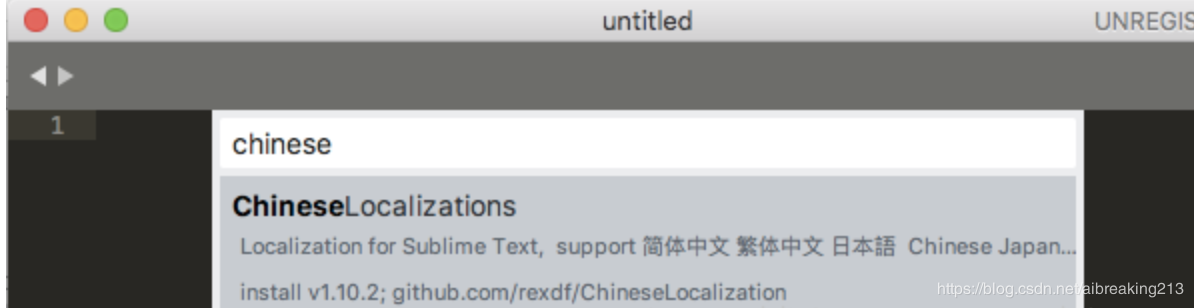 untitled
UNREGIS
1
chinese
ChineseLocalizations
Localization for Sublime Text,  support 简体中文 繁体中文 日本語  Chinese Japan...
install v1.10.2; github.com/rexdf/ChineseLocalization
https://blog.csdn.net/aibreaking213